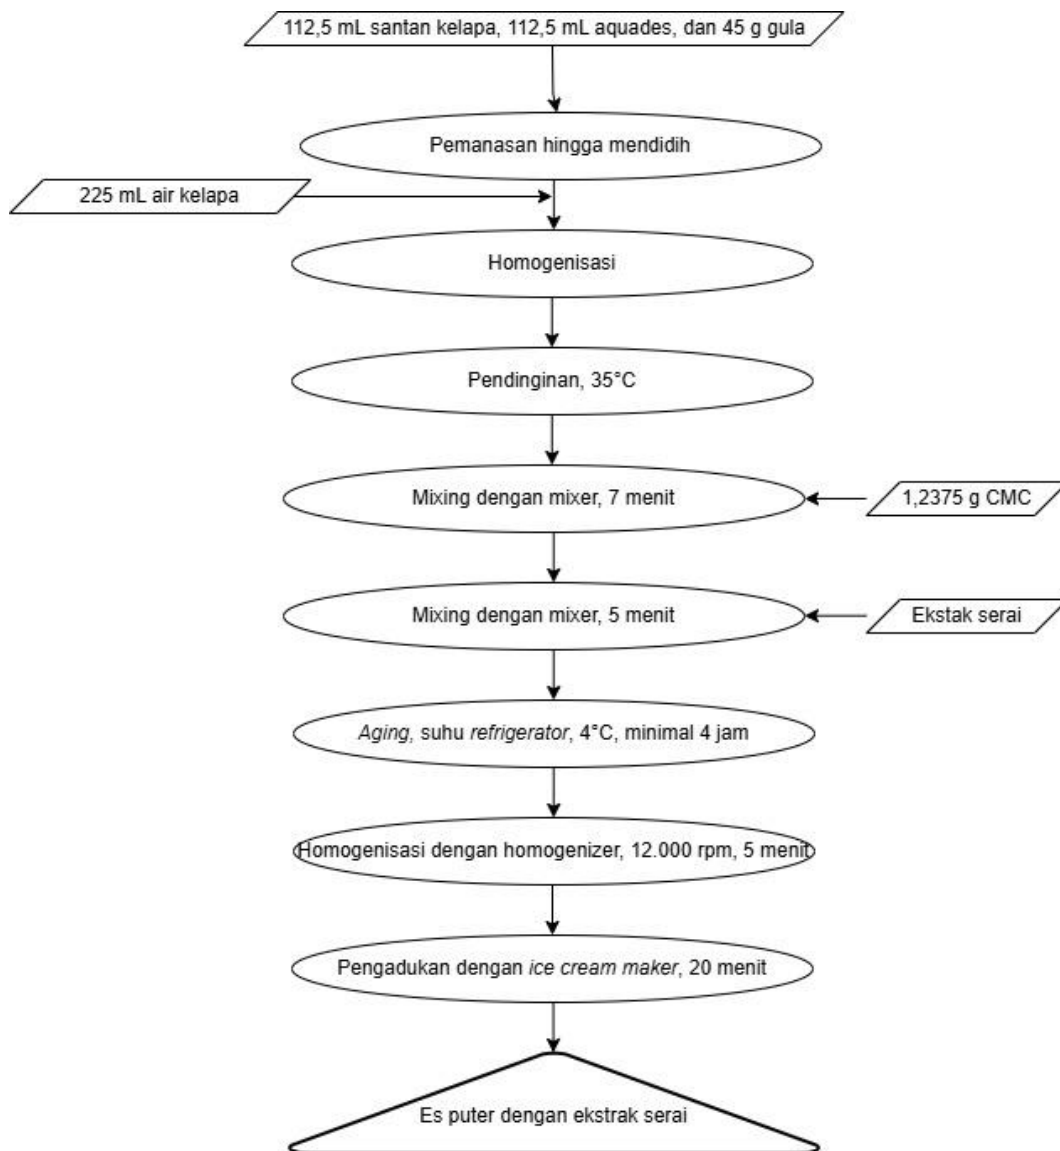 112,5 mL santan kelapa, 112,5 mL aquades, dan 45 g gula
Pemanasan hingga mendidih
225 mL air kelapa
Homogenisasi
Pendinginan, 35°C
Mixing dengan mixer, 7 menit
1,2375 g CMC
Mixing dengan mixer, 5 menit
Ekstak serai
Aging, suhu refrigerator, 4°C, minimal 4 jam
Homogenisasi dengan homogenizer, 12.000 rpm, 5 menit
Pengadukan dengan ice cream maker, 20 menit
Es puter dengan ekstrak serai